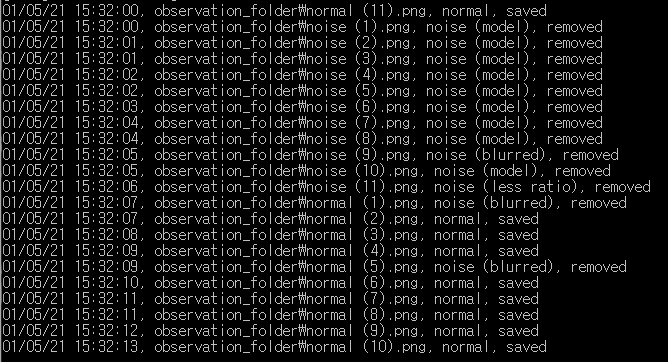 01/05/21 15:32:00, observation_folder₩normal (11).png, normal, saved
01/05/21 15:32:00, observation_folder₩noise (1).png, noise (model), removed
01/05/21 15:32:01, observation_folder₩noise (2).png, noise (model), removed
01/05/21 15:32:01, observation_folder₩noise (3).png, noise (model), removed
01/05/21 15:32:02, observation_folder₩noise (4).png, noise (model), removed
01/05/21 15:32:02, observation_folder₩noise (5).png, noise (model), removed
01/05/21 15:32:03, observation_folder₩noise (6).png, noise (model), removed
01/05/21 15:32:04, observation_folder₩noise (7).png, noise (model), removed
01/05/21 15:32:04, observation_folder₩noise (8).png, noise (model), removed
01/05/21 15:32:05, observation_folder₩noise (9).png, noise (blurred), removed
01/05/21 15:32:05, observation_folder₩noise (10).png, noise (model), removed
01/05/21 15:32:06, observation_folder₩noise (11).png, noise (less ratio), removed
01/05/21 15:32:07, observation_folder₩normal (1).png, noise (blurred), removed
01/05/21 15:32:07, observation_folder₩normal (2).png, normal, saved
01/05/21 15:32:08, observation_folder₩normal (3).png, normal, saved
01/05/21 15:32:09, observation_folder₩normal (4).png, normal, saved
01/05/21 15:32:09, observation_folder₩normal (5).png, noise (blurred), removed
01/05/21 15:32:10, observation_folder₩normal (6).png, normal, saved
01/05/21 15:32:11, observation_folder₩normal (7).png, normal, saved
01/05/21 15:32:11, observation_folder₩normal (8).png, normal, saved
01/05/21 15:32:12, observation_folder₩normal (9).png, normal, saved
01/05/21 15:32:13, observation_folder₩normal (10).png, normal, saved